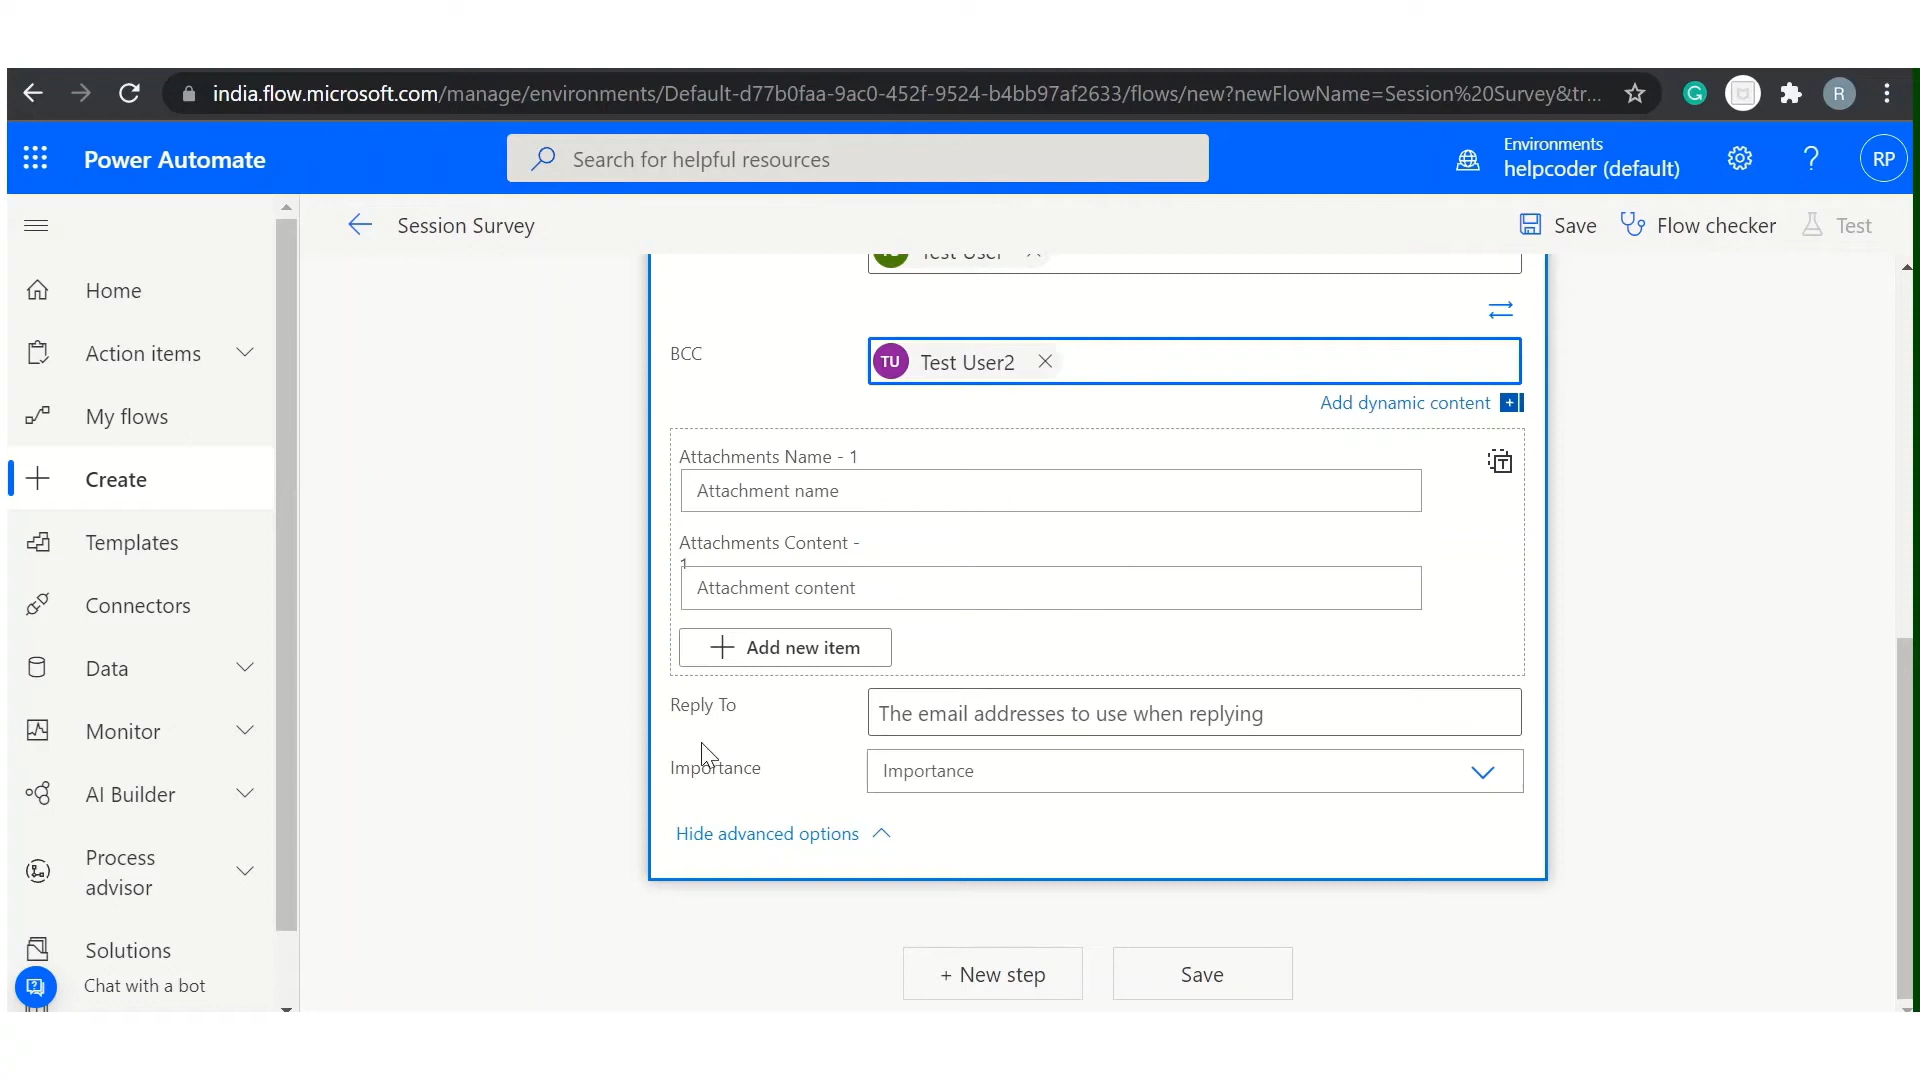 india.flow.microsoft.com/manage/environments/Default-d77b0faa-9ac0-452f-9524-b4bb97af2633/flows/new?newFlowName=Session%20Survey&tr...
R
Power Automate
Search for helpful resources
Environments
helpcoder (default)
RP
Session Survey
Save
Flow checker
Test
Home
Action items
My flows
Create
Templates
Connectors
Data
Monitor
AI Builder
Process
advisor
Solutions
Chat with a bot
Test User
BCC
TU
Test User2
Add dynamic content
Attachments Name - 1
Attachment name
Attachments Content -
1
Attachment content
Add new item
Reply To
The email addresses to use when replying
Importance
Importance
Hide advanced options
+ New step
Save